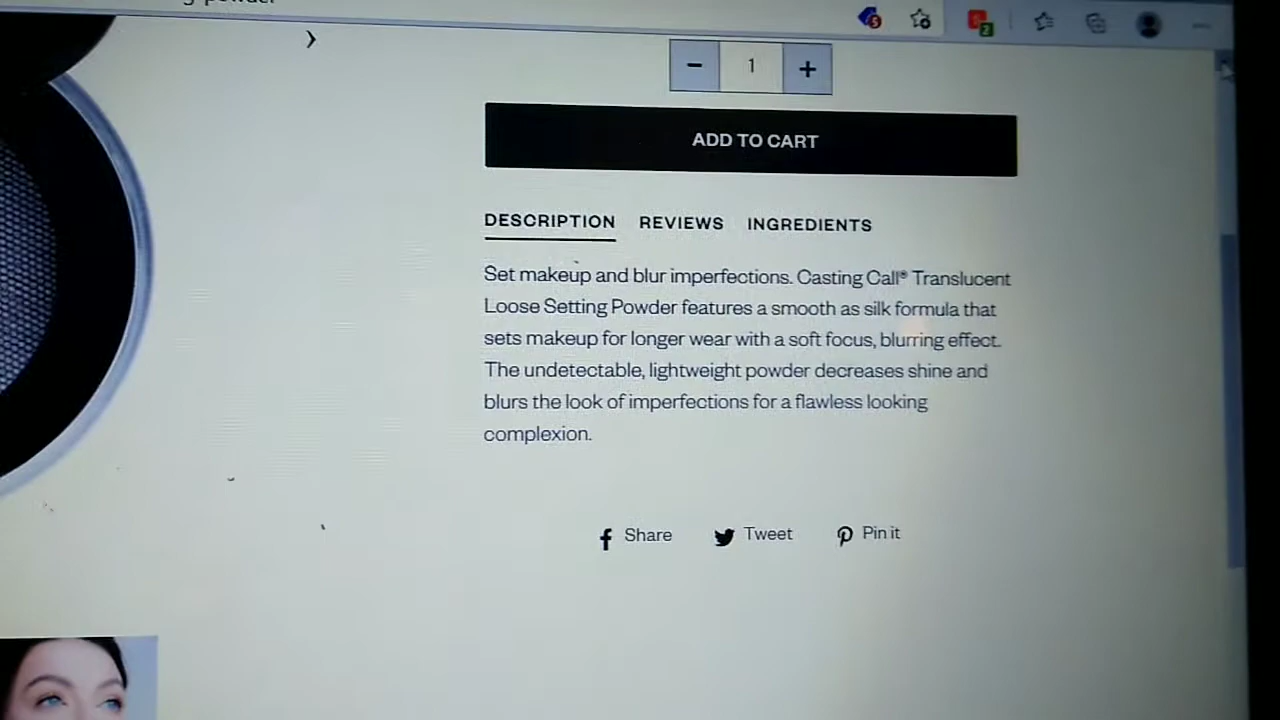 1
ADD TO CART
DESCRIPTION REVIEWS INGREDIENTS
Set makeup and blur imperfections. Casting Call® Translucent
Loose Setting Powder features a smooth as silk formula that
sets makeup for longer wear with a soft focus, blurring effect.
The undetectable, lightweight powder decreases shine and
blurs the look of imperfections for a flawless looking
complexion.
Share Tweet Pin it